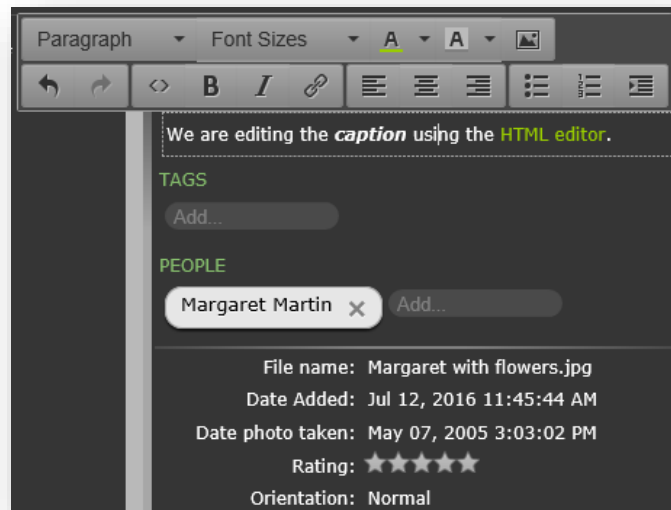 Paragraph Font Sizes A A
B I
We are editing the caption using the HTML editor.
TAGS
Add...
PEOPLE
Margaret Martin × Add...
File name: Margaret with flowers.jpg
Date Added: Jul 12, 2016 11:45:44 AM
Date photo taken: May 07, 2005 3:03:02 PM
Rating:
Orientation: Normal